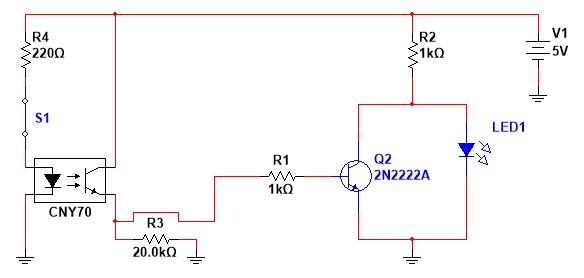 R4
220Ω
S1
CNY70
R3
20.0kΩ
R1
1kΩ
R2
1kΩ
Q2
2N2222A
LED1
V1
5V